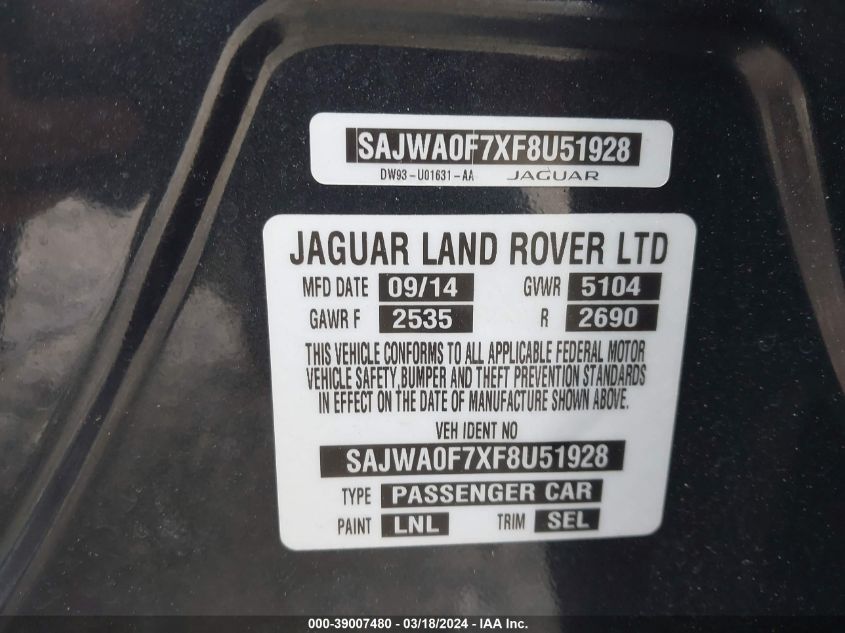 SAJWA0F7XF8U51928
DW93-U01631-AA JAGUAR
JAGUAR LAND ROVER LTD
MFD DATE 09/14 GVWR 5104
GAWR F 2535 R 2690
THIS VEHICLE CONFORMS TO ALL APPLICABLE FEDERAL MOTOR
VEHICLE SAFETY,BUMPER AND THEFT PREVENTION STANDARDS
IN EFFECT ON THE DATE OF MANUFACTURE SHOWN ABOVE.
VEH IDENT NO
SAJWA0F7XF8U51928
TYPE PASSENGER CAR
PAINT LNL TRIM SEL
000-39007480 - 03/18/2024 - IAA Inc.